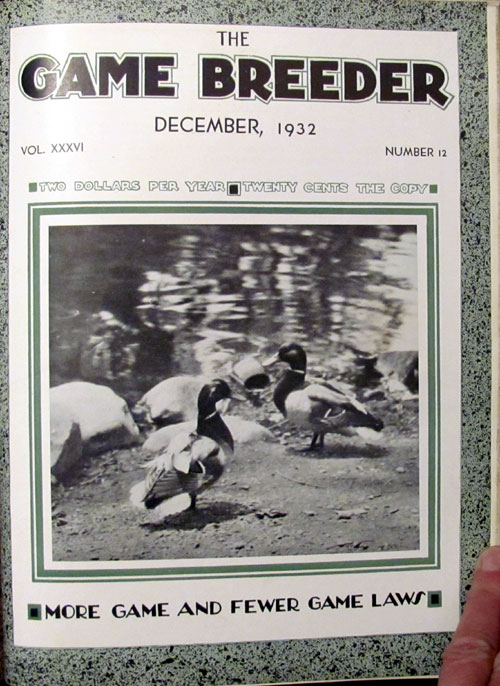 THE
GAME BREEDER
DECEMBER, 1932
VOL. XXXVI NUMBER 12
TWO DOLLARS PER YEAR TWENTY CENTS THE COPY
MORE GAME AND FEWER GAME LAWS